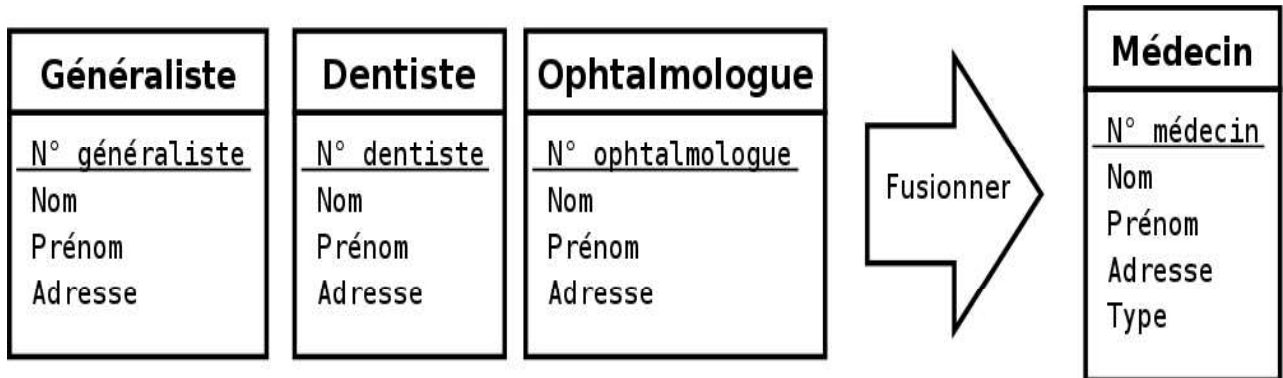 Généraliste
N° généraliste
Nom
Prénom
Adresse
Dentiste
N° dentiste
Nom
Prénom
Adresse
Ophtalmologue
N° ophtalmologue
Nom
Prénom
Adresse
Fusionner
Médecin
N° médecin
Nom
Prénom
Adresse
Type